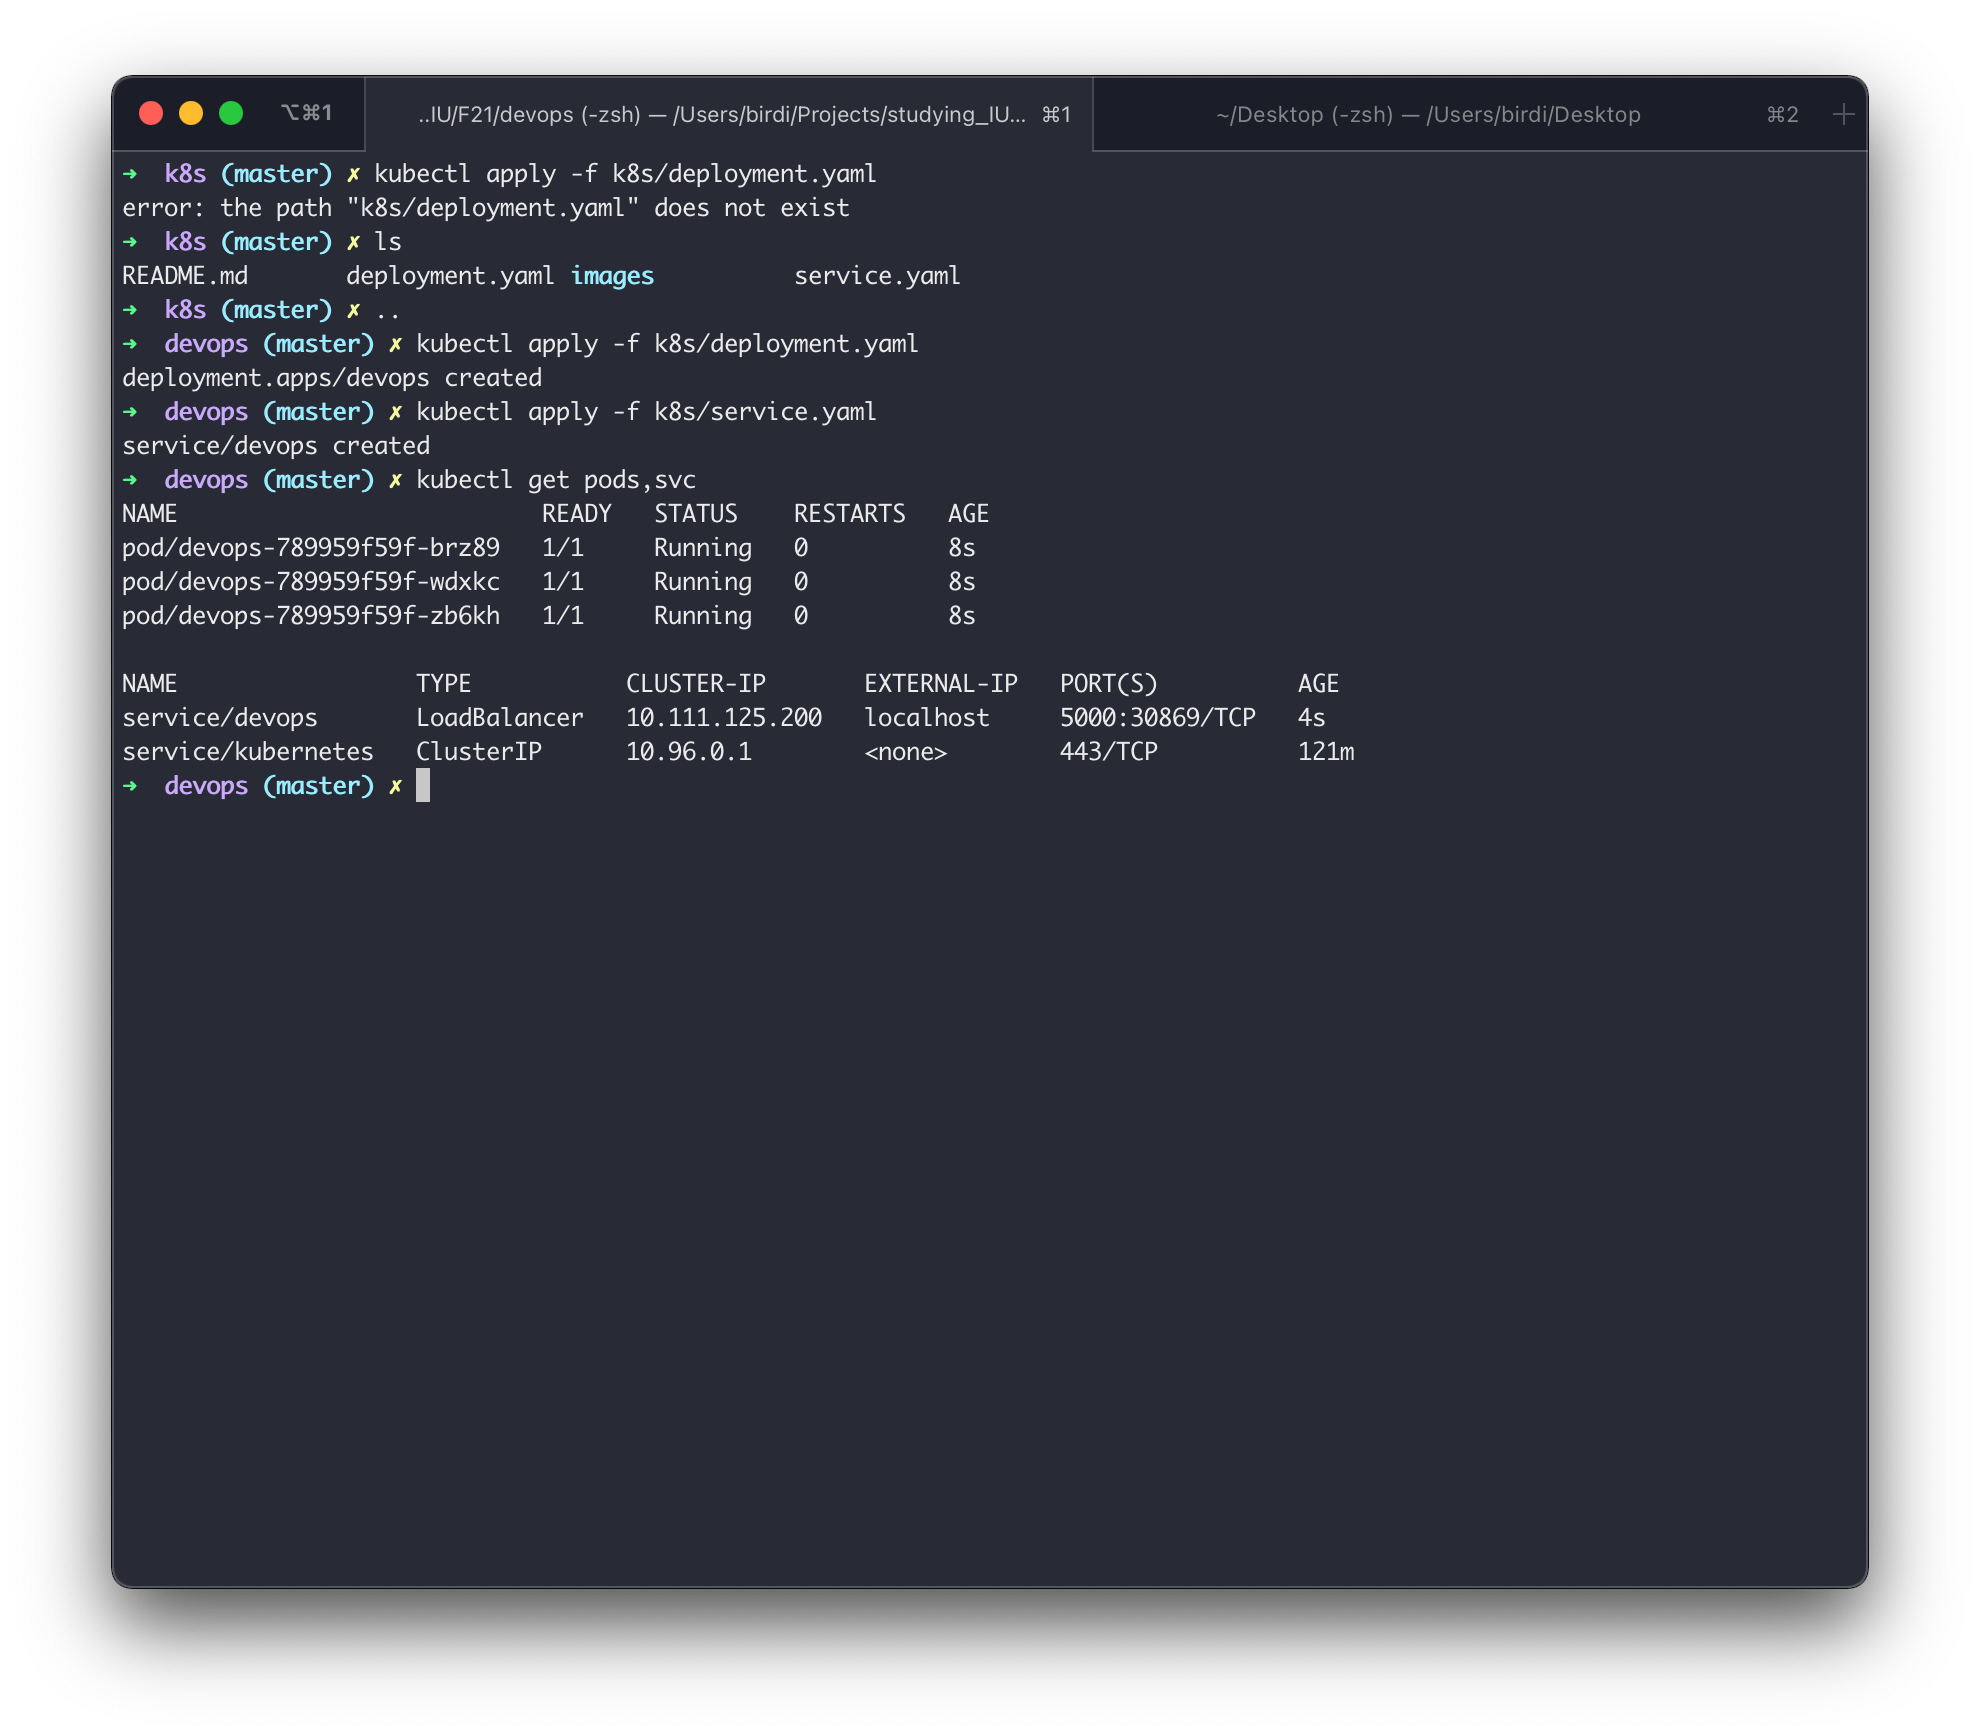 ⌥⌘1 ..IU/F21/devops (-zsh) — /Users/birdi/Projects/studying_IU... ⌘1 ~/Desktop (-zsh) — /Users/birdi/Desktop ⌘2 +
➜ k8s (master) ✗ kubectl apply -f k8s/deployment.yaml
error: the path "k8s/deployment.yaml" does not exist
➜ k8s (master) ✗ ls
README.md deployment.yaml images service.yaml
➜ k8s (master) ✗ ..
➜ devops (master) ✗ kubectl apply -f k8s/deployment.yaml
deployment.apps/devops created
➜ devops (master) ✗ kubectl apply -f k8s/service.yaml
service/devops created
➜ devops (master) ✗ kubectl get pods,svc
NAME READY STATUS RESTARTS AGE
pod/devops-789959f59f-brz89 1/1 Running 0 8s
pod/devops-789959f59f-wdxkc 1/1 Running 0 8s
pod/devops-789959f59f-zb6kh 1/1 Running 0 8s
NAME TYPE CLUSTER-IP EXTERNAL-IP PORT(S) AGE
service/devops LoadBalancer 10.111.125.200 localhost 5000:30869/TCP 4s
service/kubernetes ClusterIP 10.96.0.1 <none> 443/TCP 121m
➜ devops (master) ✗